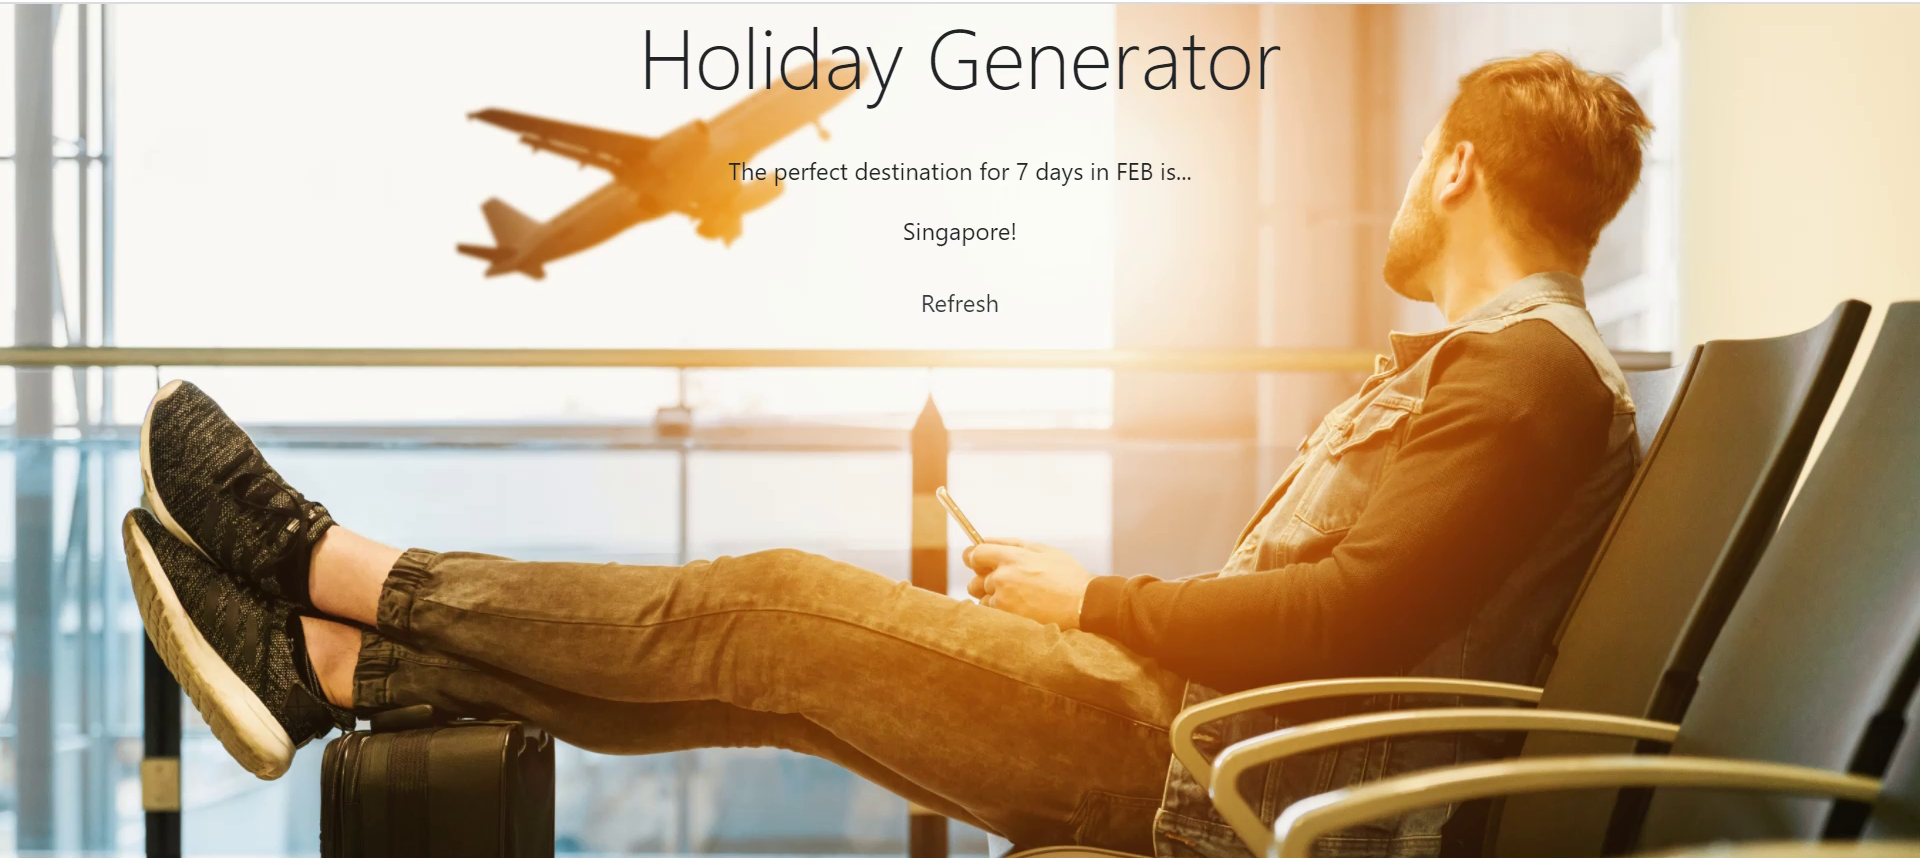 Holiday Generator
The perfect destination for 7 days in FEB is...
Singapore!
Refresh